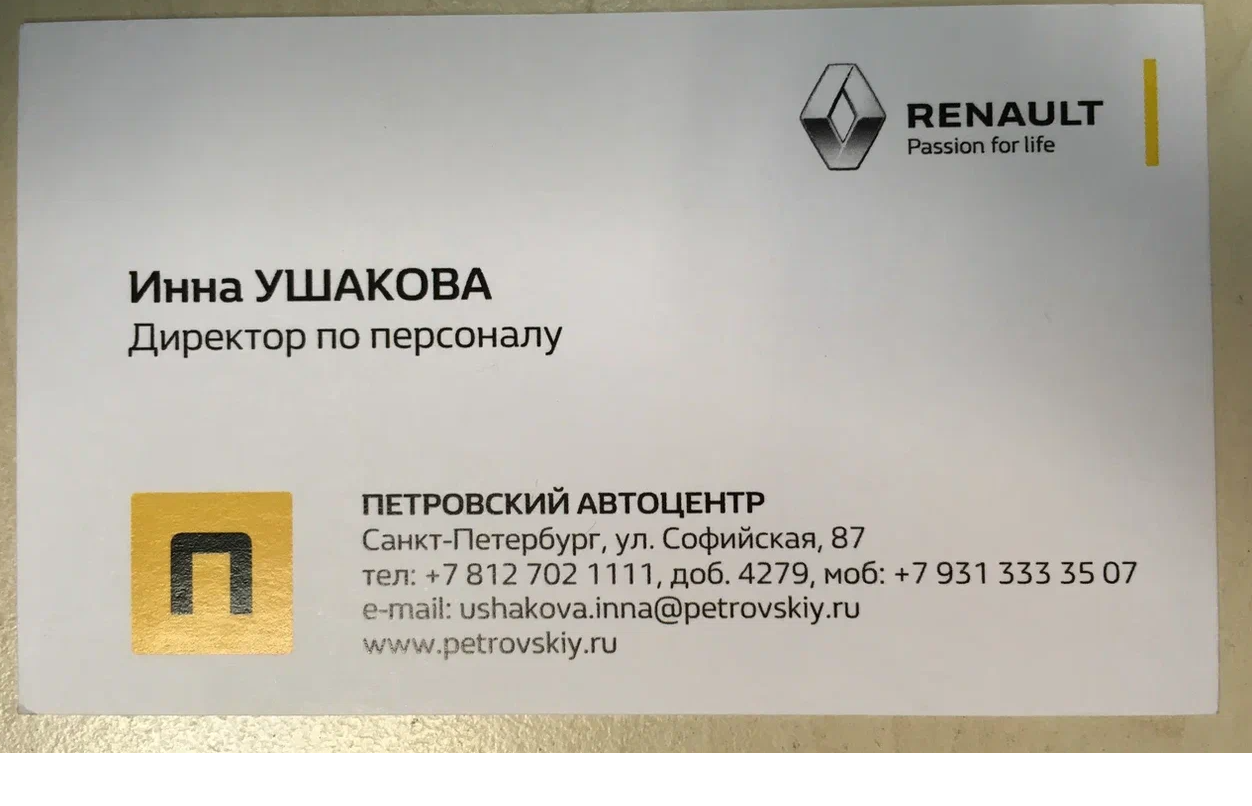 RENAULT
Passion for life
Инна УШАКОВА
Директор по персоналу
П
ПЕТРОВСКИЙ АВТОЦЕНТР
Санкт-Петербург, ул. Софийская, 87
тел: +7 812 702 1111, доб. 4279, моб: +7 931 333 35 07
e-mail: ushakova.inna@petrovskiy.ru
www.petrovskiy.ru